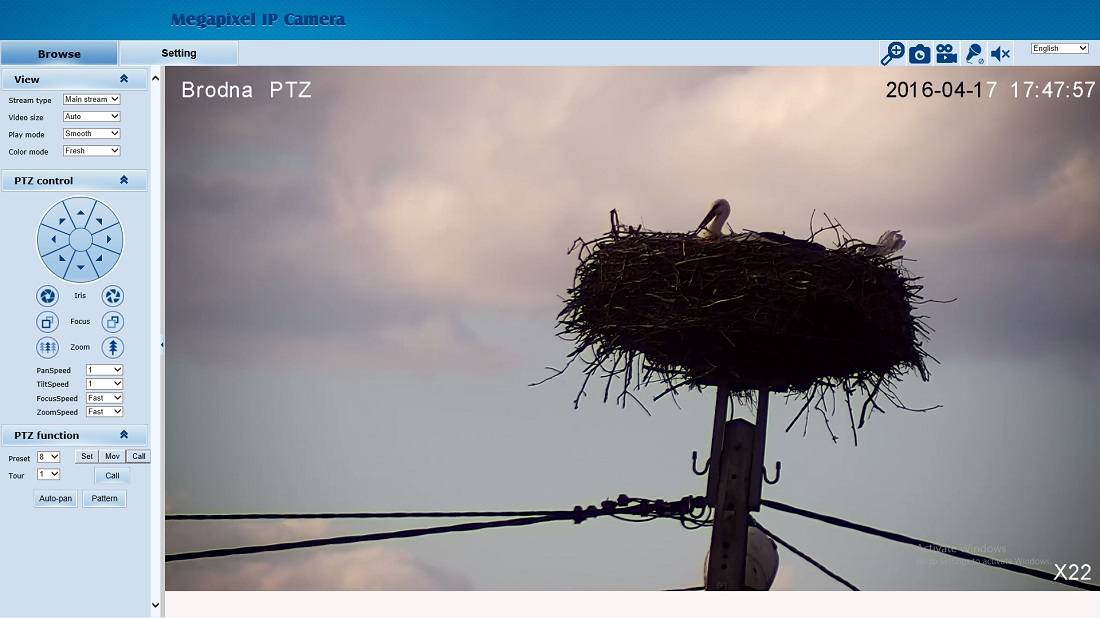 Megapixel IP Camera
Browse
Setting
English
View
Stream type Main stream
Video size Auto
Play mode Smooth
Color mode Fresh
PTZ control
Iris
Focus
Zoom
PanSpeed 1
TiltSpeed 1
FocusSpeed Fast
ZoomSpeed Fast
PTZ function
Preset 8 Set Mov Call
Tour 1 Call
Auto-pan Pattern
Brodna PTZ
2016-04-17 17:47:57
Activate Windows
Go to Settings to activate Windows.
X22